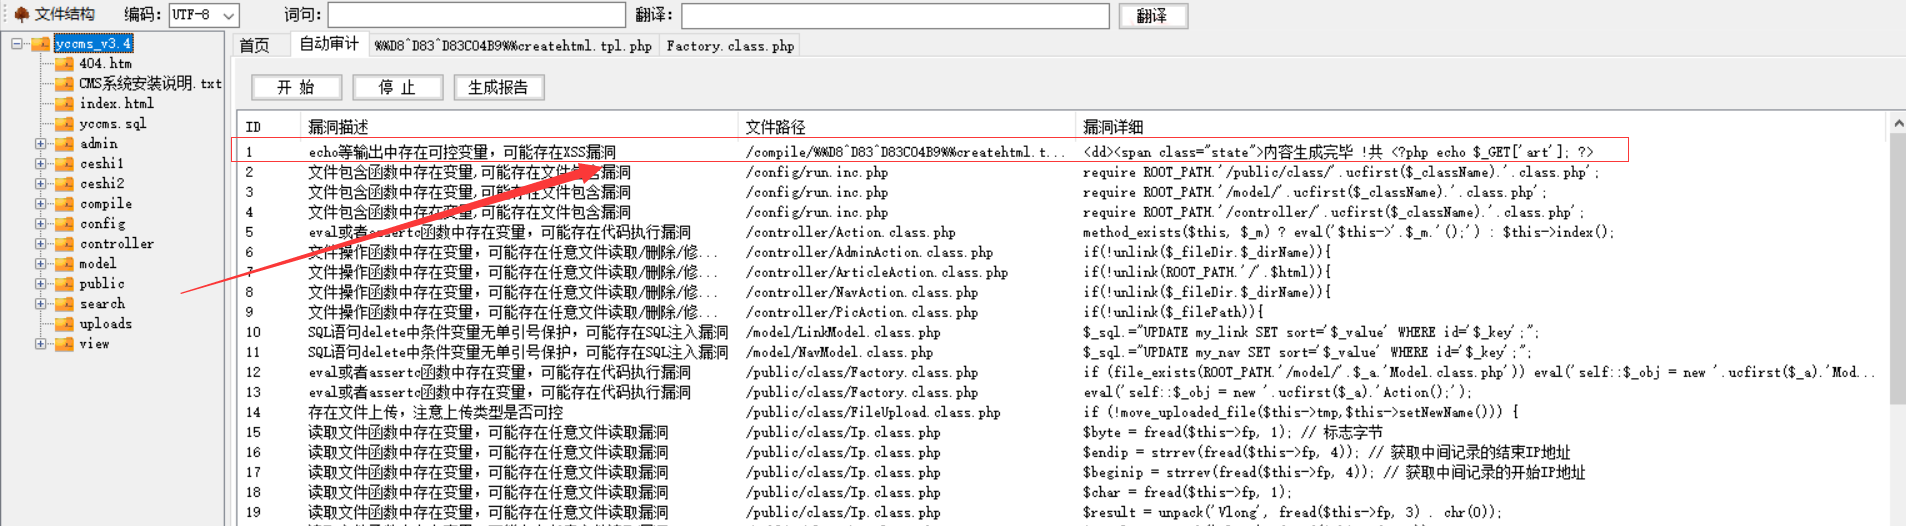 文件结构 编码: UTF-8 词句: 翻译: 翻译
yccms_v3.4
404.htm
CMS系统安装说明.txt
index.html
yccms.sql
admin
ceshi1
ceshi2
compile
config
controller
model
public
search
uploads
view
首页 自动审计 %%D8^D83^D83C04B9%%createhtml.tpl.php Factory.class.php
开 始 停 止 生成报告
ID 漏洞描述 文件路径 漏洞详细
1 echo等输出中存在可控变量，可能存在XSS漏洞 /compile/%%D8^D83^D83C04B9%%createhtml.t... <dd><span class="state">内容生成完毕 !共 <?php echo $_GET['art']; ?>
2 文件包含函数中存在变量,可能存在文件包含漏洞 /config/run.inc.php require ROOT_PATH.'/public/class/'.ucfirst($_className).'.class.php';
3 文件包含函数中存在变量,可能存在文件包含漏洞 /config/run.inc.php require ROOT_PATH.'/model/'.ucfirst($_className).'.class.php';
4 文件包含函数中存在变量,可能存在文件包含漏洞 /config/run.inc.php require ROOT_PATH.'/controller/'.ucfirst($_className).'.class.php';
5 eval或者assertc函数中存在变量，可能存在代码执行漏洞 /controller/Action.class.php method_exists($this, $_m) ? eval('$this->'.$_m.'();') : $this->index();
6 文件操作函数中存在变量，可能存在任意文件读取/删除/修... /controller/AdminAction.class.php if(!unlink($_fileDir.$_dirName)){
7 文件操作函数中存在变量，可能存在任意文件读取/删除/修... /controller/ArticleAction.class.php if(!unlink(ROOT_PATH.'/'.$html)){
8 文件操作函数中存在变量，可能存在任意文件读取/删除/修... /controller/NavAction.class.php if(!unlink($_fileDir.$_dirName)){
9 文件操作函数中存在变量，可能存在任意文件读取/删除/修... /controller/PicAction.class.php if(!unlink($_filePath)){
10 SQL语句delete中条件变量无单引号保护，可能存在SQL注入漏洞 /model/LinkModel.class.php $_sql.="UPDATE my_link SET sort='$_value' WHERE id='$_key';";
11 SQL语句delete中条件变量无单引号保护，可能存在SQL注入漏洞 /model/NavModel.class.php $_sql.="UPDATE my_nav SET sort='$_value' WHERE id='$_key';";
12 eval或者assertc函数中存在变量，可能存在代码执行漏洞 /public/class/Factory.class.php if (file_exists(ROOT_PATH.'/model/'.$_a.'Model.class.php')) eval('self::$_obj = new '.ucfirst($_a).'Mod...
13 eval或者assertc函数中存在变量，可能存在代码执行漏洞 /public/class/Factory.class.php eval('self::$_obj = new '.ucfirst($_a).'Action();');
14 存在文件上传，注意上传类型是否可控 /public/class/FileUpload.class.php if (!move_uploaded_file($this->tmp,$this->setNewName())) {
15 读取文件函数中存在变量，可能存在任意文件读取漏洞 /public/class/Ip.class.php $byte = fread($this->fp, 1); // 标志字节
16 读取文件函数中存在变量，可能存在任意文件读取漏洞 /public/class/Ip.class.php $endip = strrev(fread($this->fp, 4)); // 获取中间记录的结束IP地址
17 读取文件函数中存在变量，可能存在任意文件读取漏洞 /public/class/Ip.class.php $beginip = strrev(fread($this->fp, 4)); // 获取中间记录的开始IP地址
18 读取文件函数中存在变量，可能存在任意文件读取漏洞 /public/class/Ip.class.php $char = fread($this->fp, 1);
19 读取文件函数中存在变量，可能存在任意文件读取漏洞 /public/class/Ip.class.php $result = unpack('Vlong', fread($this->fp, 3) . chr(0));